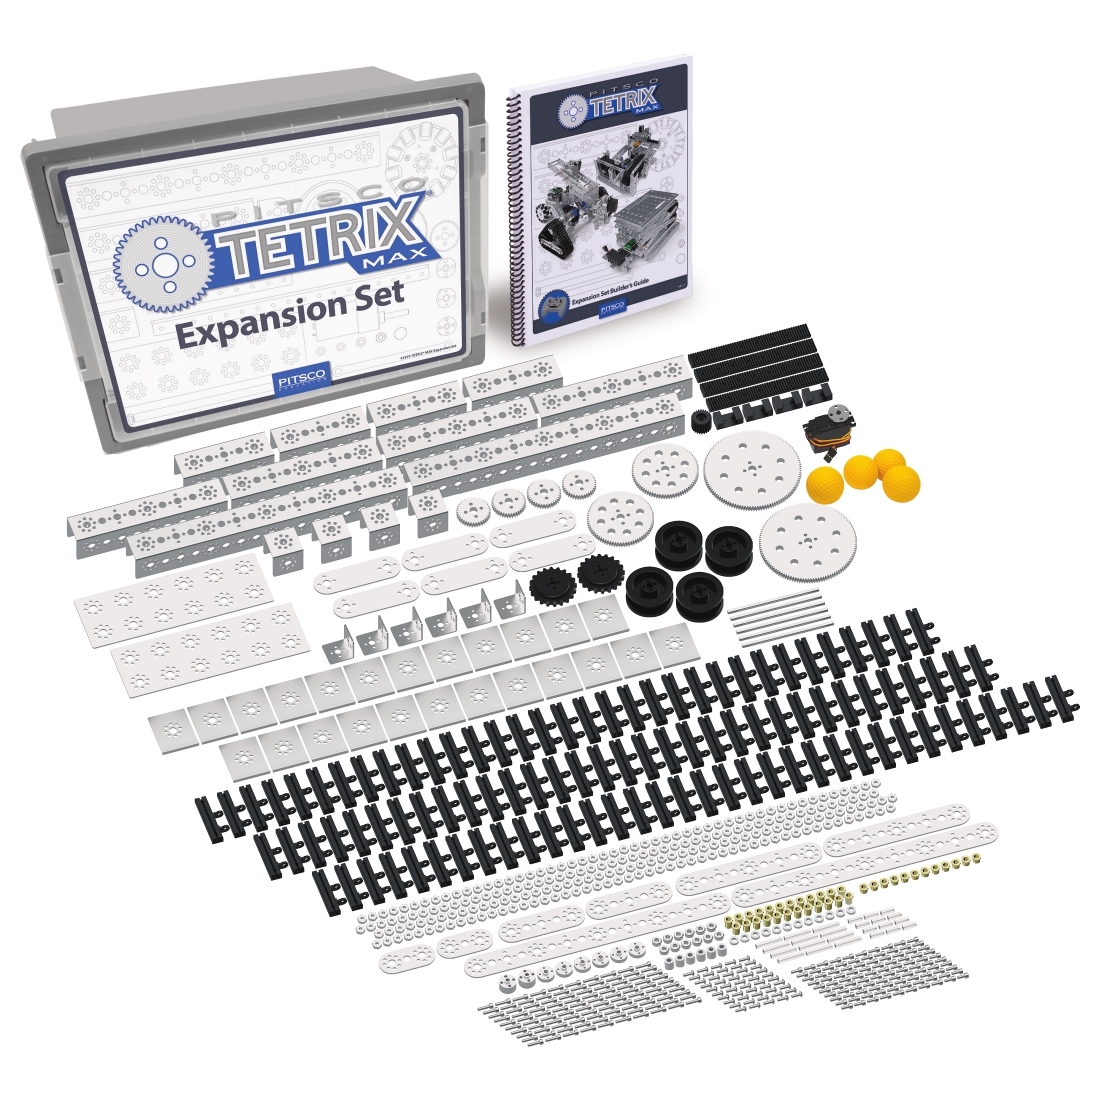 PITSCO
TETRIX®
MAX
Expansion Set
PITSCO
PITSCO
TETRIX
MAX
Expansion Set Builder's Guide
PITSCO